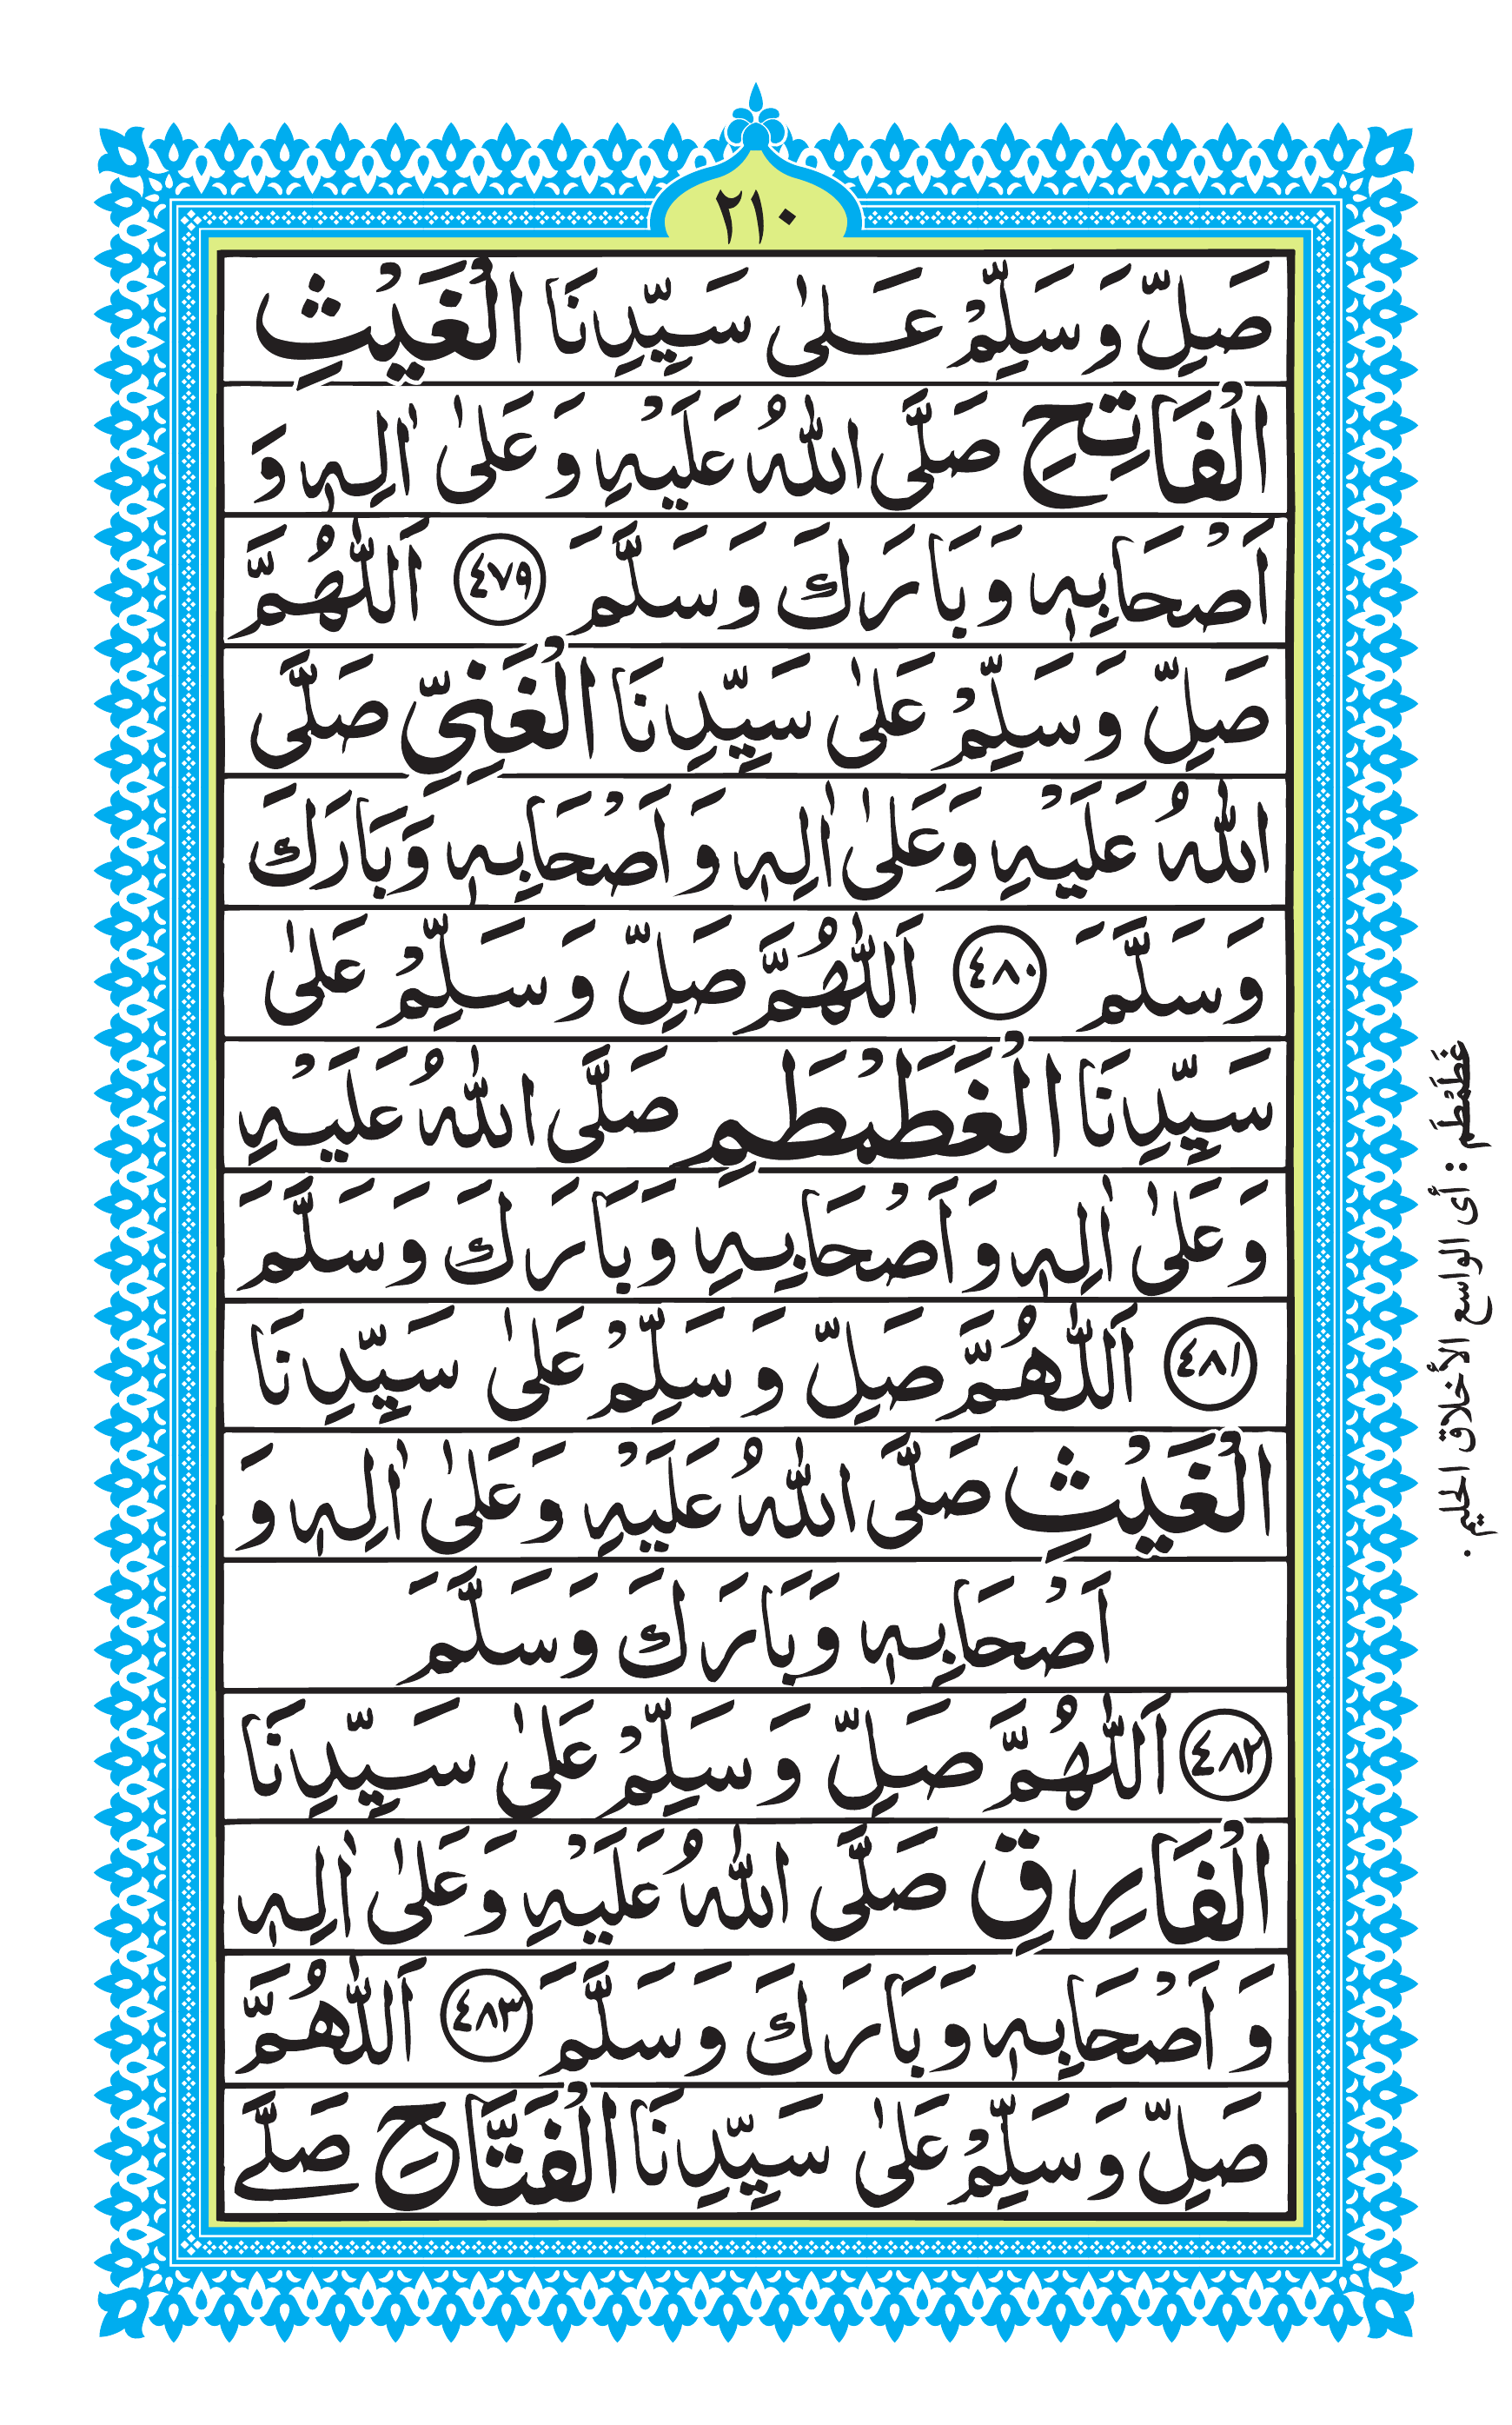 ٢١٠
صَلِّ وَ سَلِّمْ عَلٰى سَيِّدِنَا الْغَيْثِ
الْفَاتِحِ صَلَّى اللّٰهُ عَلَيْهِ وَ عَلٰى اٰلِهٖ وَ
اَصْحَابِهٖ وَ بَارَكَ وَ سَلَّمَ ٤٧٩ اَللّٰهُمَّ
صَلِّ وَ سَلِّمْ عَلٰى سَيِّدِنَا الْغَنِيِّ صَلَّى
اللّٰهُ عَلَيْهِ وَعَلٰى اٰلِهٖ وَ اَصْحَابِهٖ وَبَارَكَ
وَ سَلَّمَ ٤٨٠ اَللّٰهُمَّ صَلِّ وَ سَلِّمْ عَلٰى
سَيِّدِنَا الْغَطَمْطَمِ صَلَّى اللّٰهُ عَلَيْهِ
وَ عَلٰى اٰلِهٖ وَ اَصْحَابِهِ وَ بَارَكَ وَ سَلَّمَ
٤٨١ اَللّٰهُمَّ صَلِّ وَ سَلِّمْ عَلٰى سَيِّدِنَا
الْغَيْثِ صَلَّى اللّٰهُ عَلَيْهِ وَ عَلٰى اٰلِهٖ وَ
اَصْحَابِهٖ وَ بَارَكَ وَ سَلَّمَ
٤٨٢ اَللّٰهُمَّ صَلِّ وَ سَلِّمْ عَلٰى سَيِّدِنَا
الْفَارِقِ صَلَّى اللّٰهُ عَلَيْهِ وَ عَلٰى اٰلِهٖ
وَ اَصْحَابِهٖ وَ بَارَكَ وَ سَلَّمَ ٤٨٣ اَللّٰهُمَّ
صَلِّ وَ سَلِّمْ عَلٰى سَيِّدِنَا الْفَتَّاحِ صَلَّے
غَطَمْطَم : أى الواسع الأخلاق الحليم .